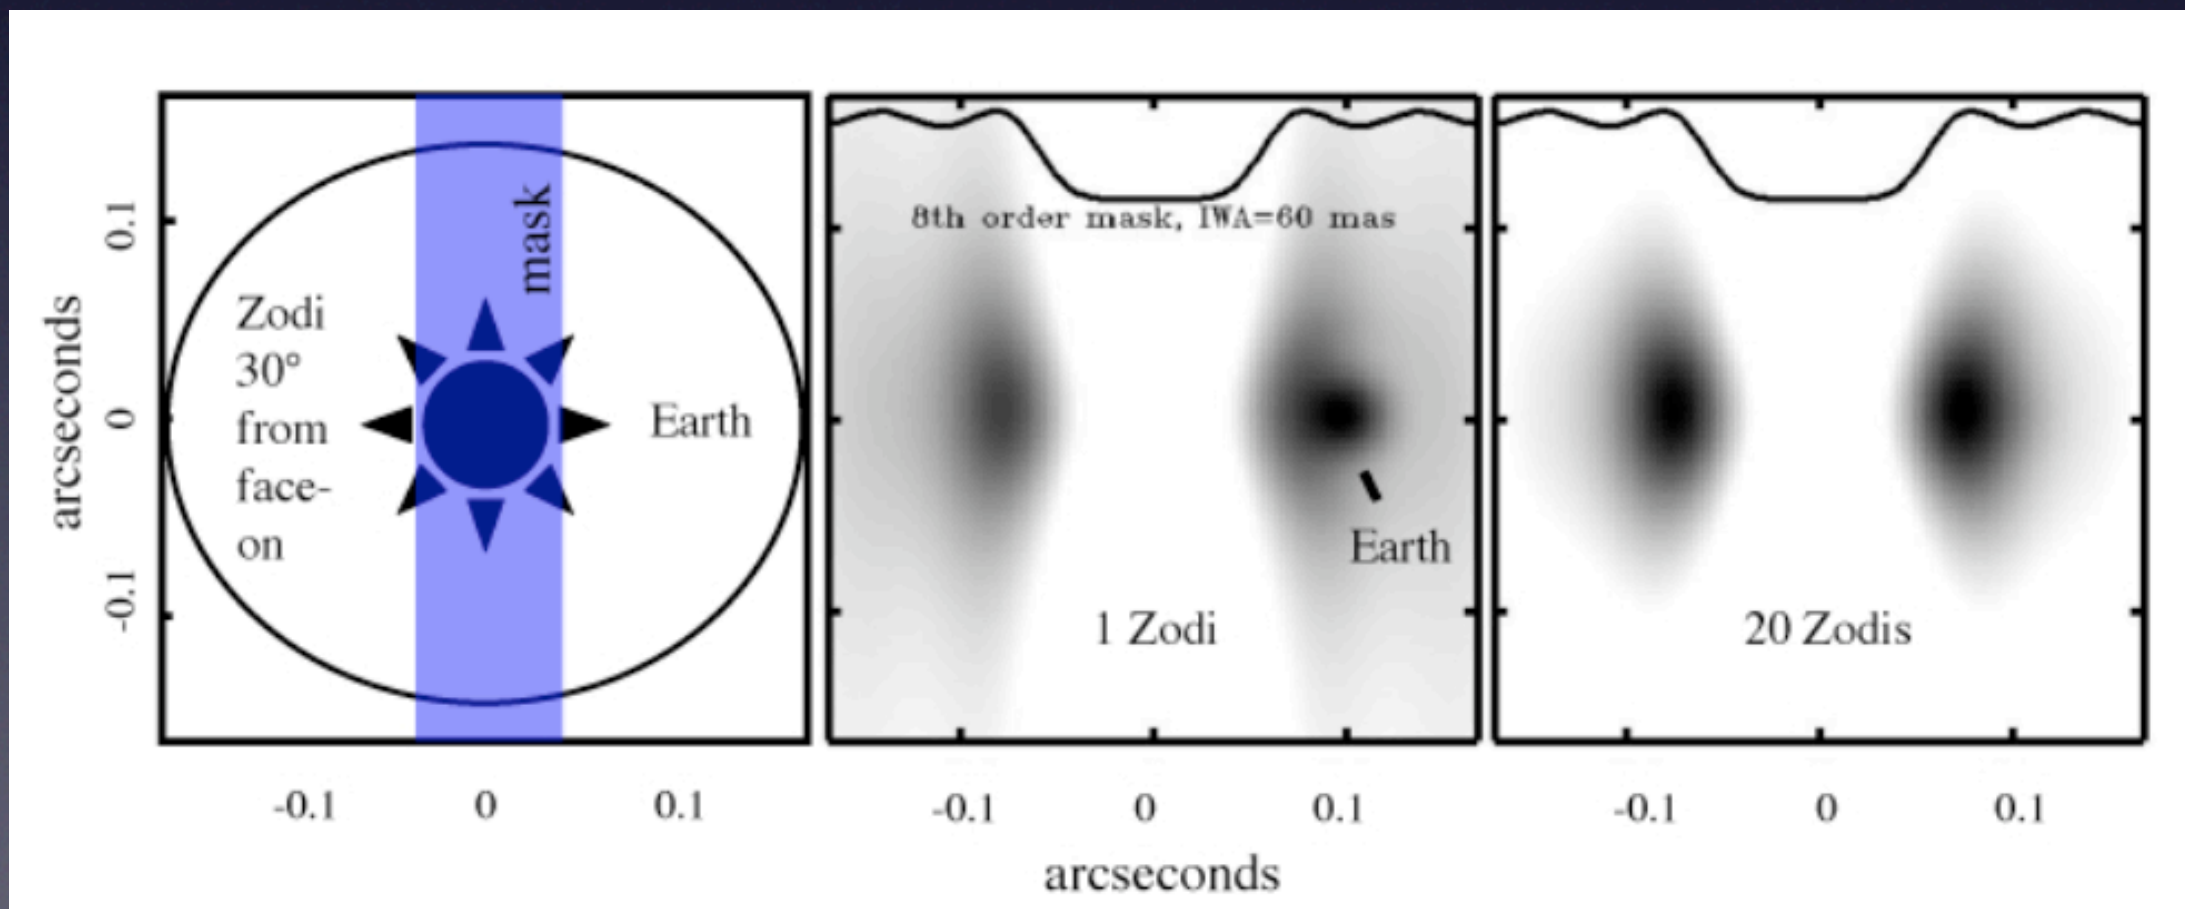 arcseconds
0.1
0
-0.1
Zodi
30°
from
face-
on
mask
Earth
-0.1
0
0.1
8th order mask, IWA=60 mas
Earth
1 Zodi
-0.1
0
0.1
20 Zodis
-0.1
0
0.1
arcseconds